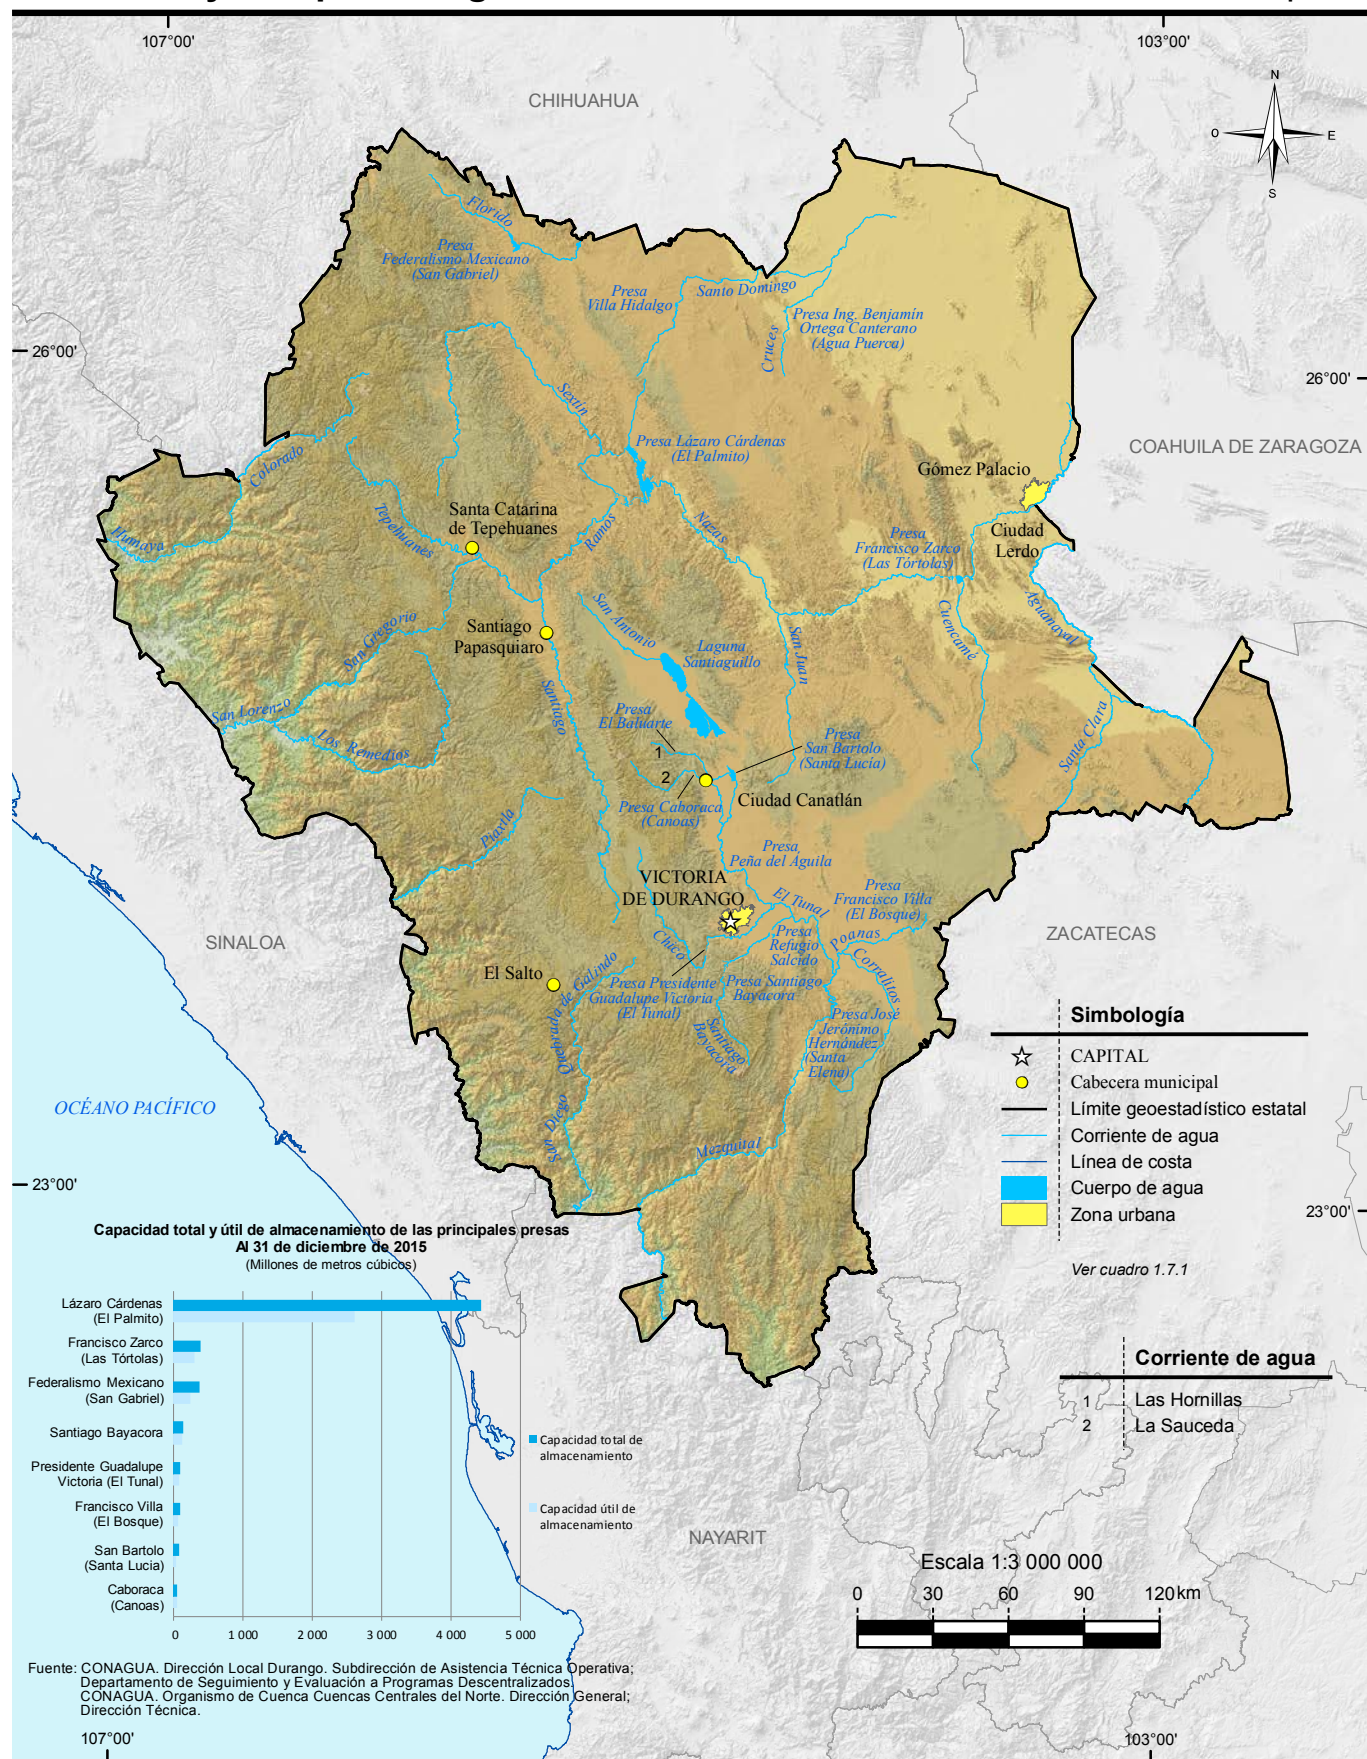 107°00'
103°00'
CHIHUAHUA
N
O
E
S
Florido
Presa
Federalismo Mexicano
(San Gabriel)
Presa
Villa Hidalgo
Santo Domingo
Presa Ing. Benjamín
Ortega Canterano
(Agua Puerca)
Cruces
26°00'
26°00'
Sextín
Presa Lázaro Cárdenas
(El Palmito)
COAHUILA DE ZARAGOZA
Gómez Palacio
Colorado
Santa Catarina
de Tepehuanes
Tepehuanes
Ramos
Nazas
Humaya
Ciudad
Lerdo
Presa
Francisco Zarco
(Las Tórtolas)
San Antonio
Cuencamé
Aguanaval
San Gregorio
Santiago
Papasquiaro
San Juan
Laguna
Santiaguillo
Santiago
San Lorenzo
Los Remedios
Presa
El Baluarte
1
2
Presa
San Bartolo
(Santa Lucía)
Santa Clara
Presa Caboraca
(Canoas)
Ciudad Canatlán
Piaxtla
Presa
Peña del Águila
VICTORIA
DE DURANGO
El Tunal
Presa
Francisco Villa
(El Bosque)
SINALOA
ZACATECAS
Chico
Presa
Refugio
Salcido
Poanas
Corralitos
El Salto
Quebrada de Galindo
Presa Presidente
Guadalupe Victoria
(El Tunal)
Presa Santiago
Bayacora
Santiago
Bayacora
Presa José
Jerónimo
Hernández
(Santa
Elena)
Simbología
CAPITAL
Cabecera municipal
Límite geoestadístico estatal
Corriente de agua
Línea de costa
Cuerpo de agua
Zona urbana
Ver cuadro 1.7.1
OCÉANO PACÍFICO
San Diego
Mezquital
23°00'
23°00'
Capacidad total y útil de almacenamiento de las principales presas
Al 31 de diciembre de 2015
(Millones de metros cúbicos)
Lázaro Cárdenas
(El Palmito)
Francisco Zarco
(Las Tórtolas)
Federalismo Mexicano
(San Gabriel)
Santiago Bayacora
Presidente Guadalupe
Victoria (El Tunal)
Francisco Villa
(El Bosque)
San Bartolo
(Santa Lucia)
Caboraca
(Canoas)
0 1 000 2 000 3 000 4 000 5 000
Capacidad total de
almacenamiento
Capacidad útil de
almacenamiento
Corriente de agua
1 Las Hornillas
2 La Sauceda
NAYARIT
Escala 1:3 000 000
0 30 60 90 120 km
Fuente: CONAGUA. Dirección Local Durango. Subdirección de Asistencia Técnica Operativa;
Departamento de Seguimiento y Evaluación a Programas Descentralizados.
CONAGUA. Organismo de Cuenca Cuencas Centrales del Norte. Dirección General;
Dirección Técnica.
107°00'
103°00'